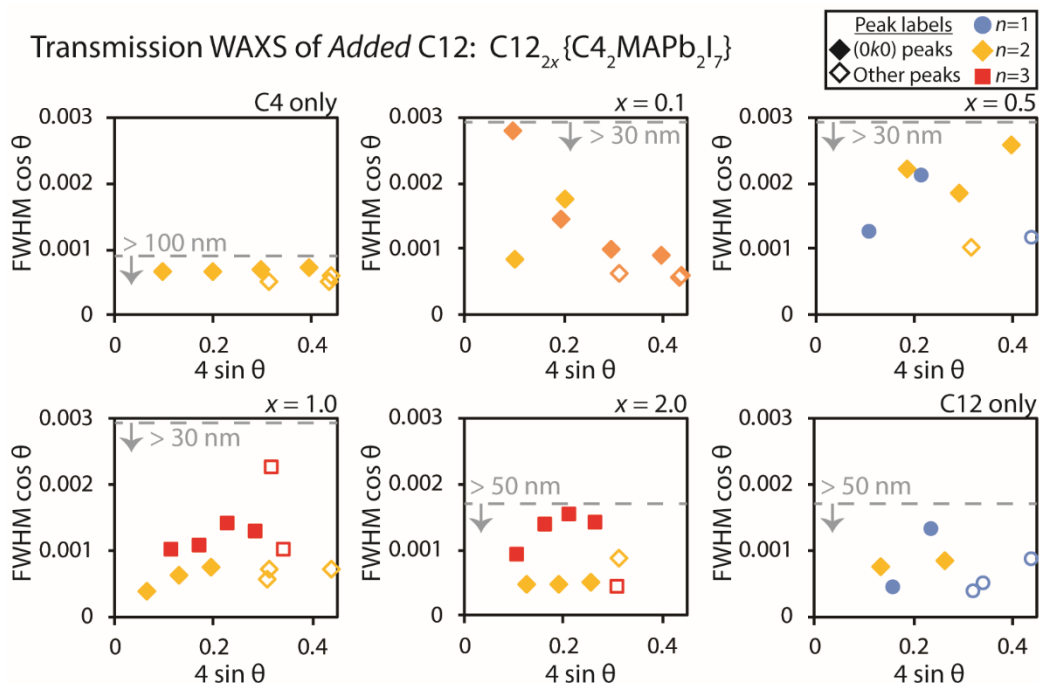 Transmission WAXS of Added C12: C12₂ₓ{C4₂MAPb₂I₇}
Peak labels
(0k0) peaks
Other peaks
n=1
n=2
n=3
C4 only
FWHM cos θ
0.003
0.002
0.001
0
> 100 nm
0 0.2 0.4
4 sin θ
x = 0.1
FWHM cos θ
0.003
0.002
0.001
0
> 30 nm
0 0.2 0.4
4 sin θ
x = 0.5
FWHM cos θ
0.003
0.002
0.001
0
> 30 nm
0 0.2 0.4
4 sin θ
x = 1.0
FWHM cos θ
0.003
0.002
0.001
0
> 30 nm
0 0.2 0.4
4 sin θ
x = 2.0
FWHM cos θ
0.003
0.002
0.001
0
> 50 nm
0 0.2 0.4
4 sin θ
C12 only
FWHM cos θ
0.003
0.002
0.001
0
> 50 nm
0 0.2 0.4
4 sin θ